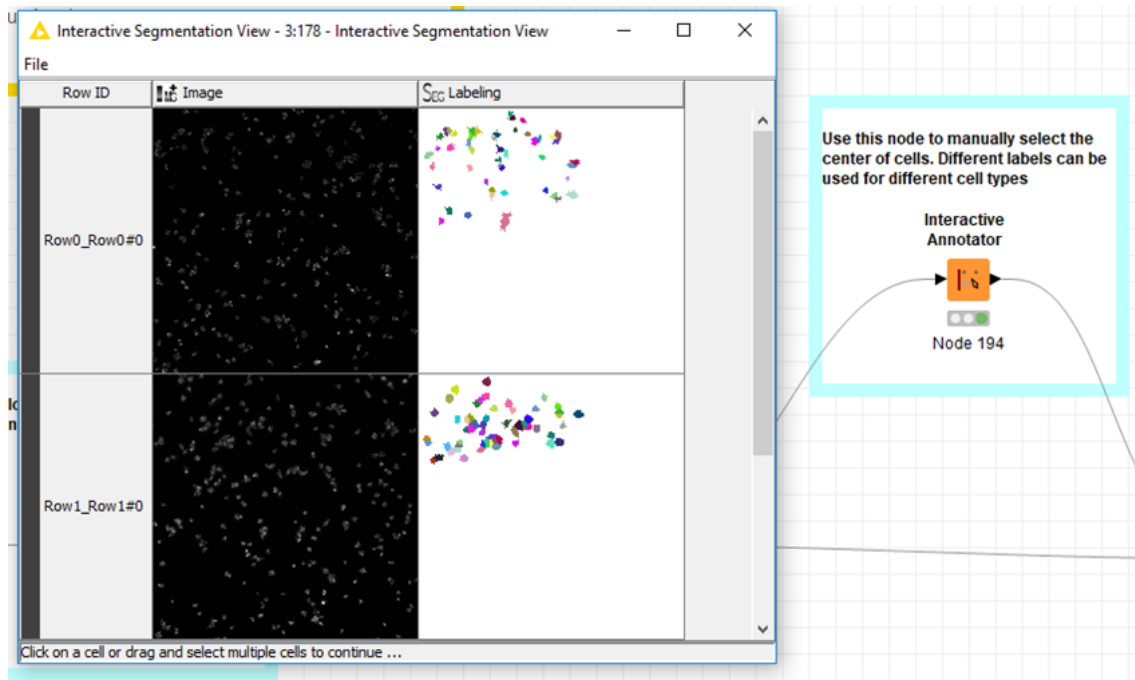 Interactive Segmentation View - 3:178 - Interactive Segmentation View
File
Row ID
Image
SEG Labeling
Row0_Row0#0
Row1_Row1#0
Click on a cell or drag and select multiple cells to continue ...
Use this node to manually select the
center of cells. Different labels can be
used for different cell types
Interactive
Annotator
Node 194